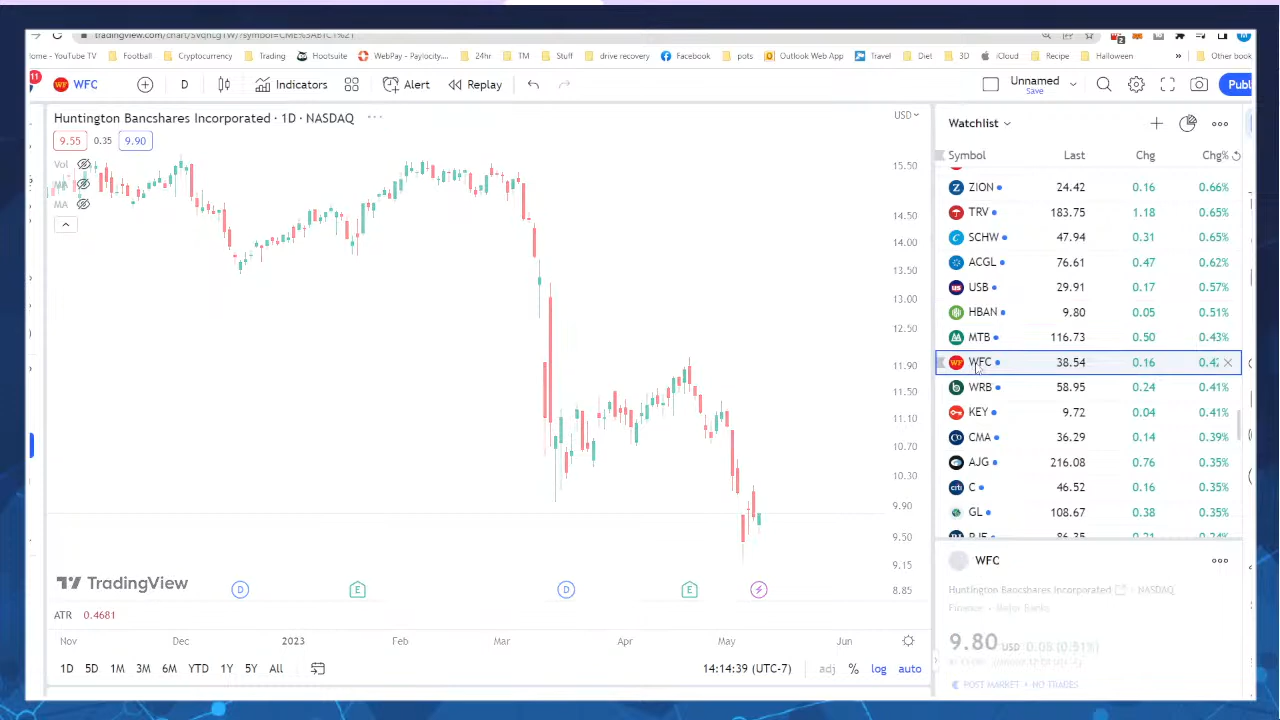 Home - YouTube TV Football Cryptocurrency Trading Hootsuite WebPay - Paylocity... 24hr TM Stuff drive recovery Facebook pots Outlook Web App Travel Diet 3D iCloud Recipe Halloween » Other book
11 WFC D Indicators Alert Replay Unnamed Save Publ
Huntington Bancshares Incorporated · 1D · NASDAQ ···
9.55 0.35 9.90
Vol
MA
MA
USD
15.50
14.50
14.00
13.50
13.00
12.50
11.90
11.50
11.10
10.70
10.30
9.90
9.50
9.15
8.85
TradingView
D E D E
ATR 0.4681
Nov Dec 2023 Feb Mar Apr May Jun
1D 5D 1M 3M 6M YTD 1Y 5Y All 14:14:39 (UTC-7) adj % log auto
Watchlist
Symbol Last Chg Chg%
ZION 24.42 0.16 0.66%
TRV 183.75 1.18 0.65%
SCHW 47.94 0.31 0.65%
ACGL 76.61 0.47 0.62%
USB 29.91 0.17 0.57%
HBAN 9.80 0.05 0.51%
MTB 116.73 0.50 0.43%
WFC 38.54 0.16
WRB 58.95 0.24 0.41%
KEY 9.72 0.04 0.41%
CMA 36.29 0.14 0.39%
AJG 216.08 0.76 0.35%
C 46.52 0.16 0.35%
GL 108.67 0.38 0.35%
WFC
Huntington Bancshares Incorporated NASDAQ
Finance • Major Banks
9.80 USD
POST MARKET • NO TRADES